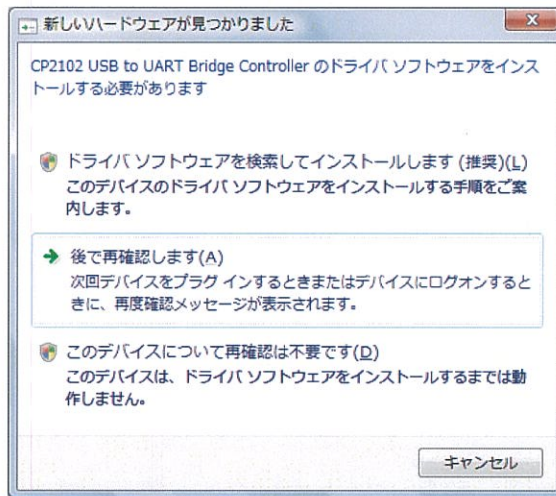 新しいハードウェアが見つかりました
CP2102 USB to UART Bridge Controller のドライバ ソフトウェアをインス
トールする必要があります
ドライバ ソフトウェアを検索してインストールします (推奨)(L)
このデバイスのドライバ ソフトウェアをインストールする手順をご案
内します。
後で再確認します(A)
次回デバイスをプラグ インするときまたはデバイスにログオンすると
きに、再度確認メッセージが表示されます。
このデバイスについて再確認は不要です(D)
このデバイスは、ドライバ ソフトウェアをインストールするまでは動
作しません。
キャンセル